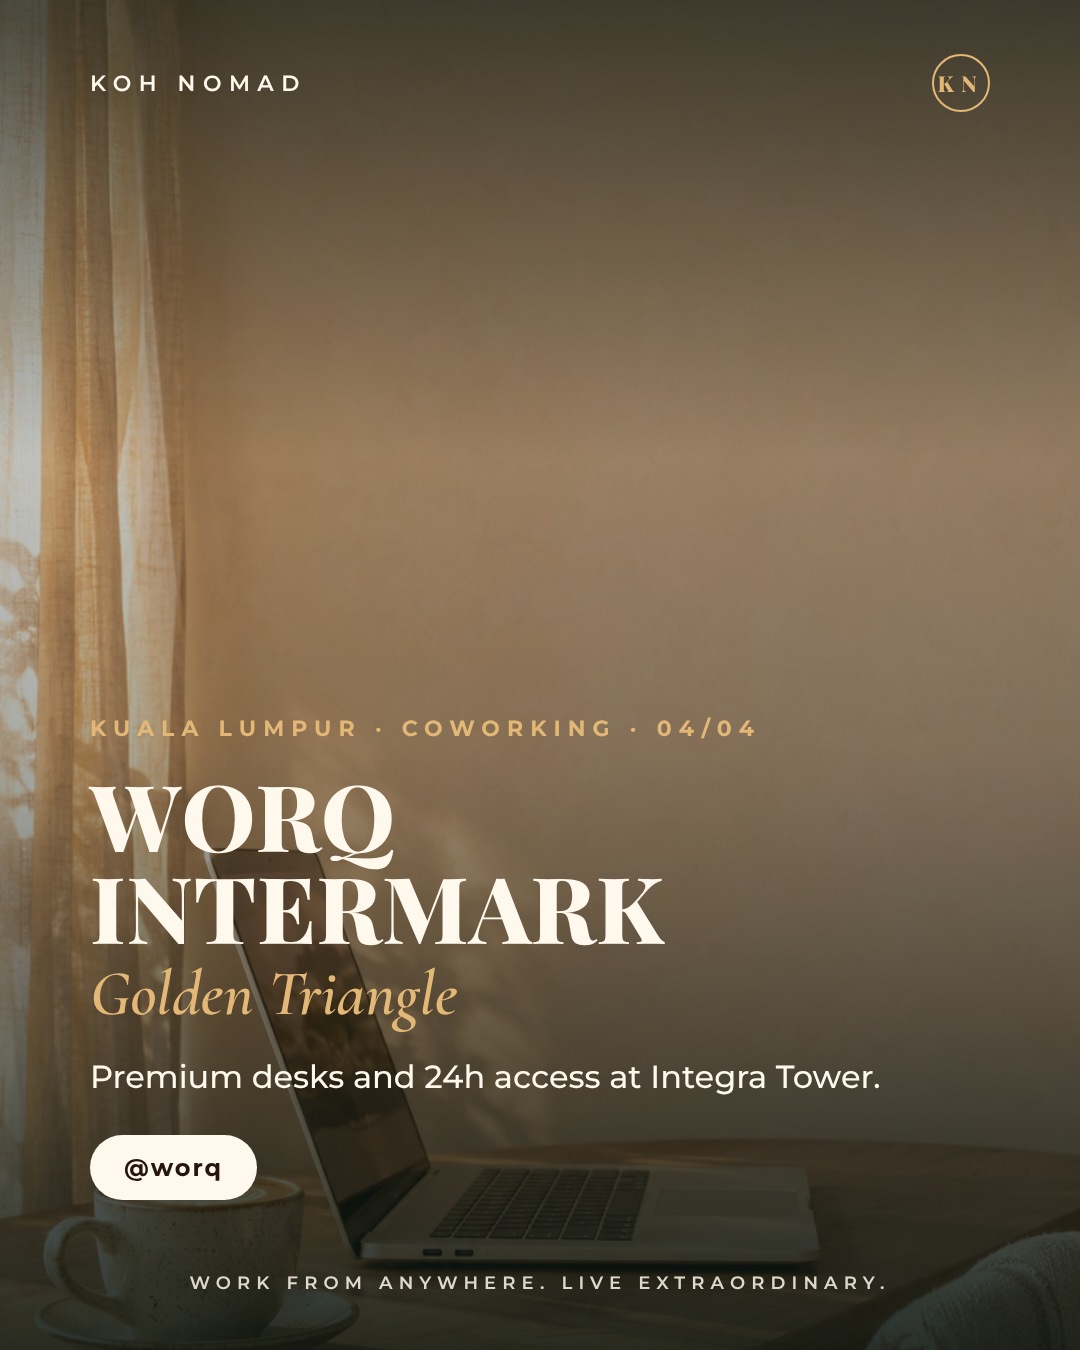 KOH NOMAD
KN
KUALA LUMPUR · COWORKING · 04/04
WORQ
INTERMARK
Golden Triangle
Premium desks and 24h access at Integra Tower.
@worq
WORK FROM ANYWHERE. LIVE EXTRAORDINARY.